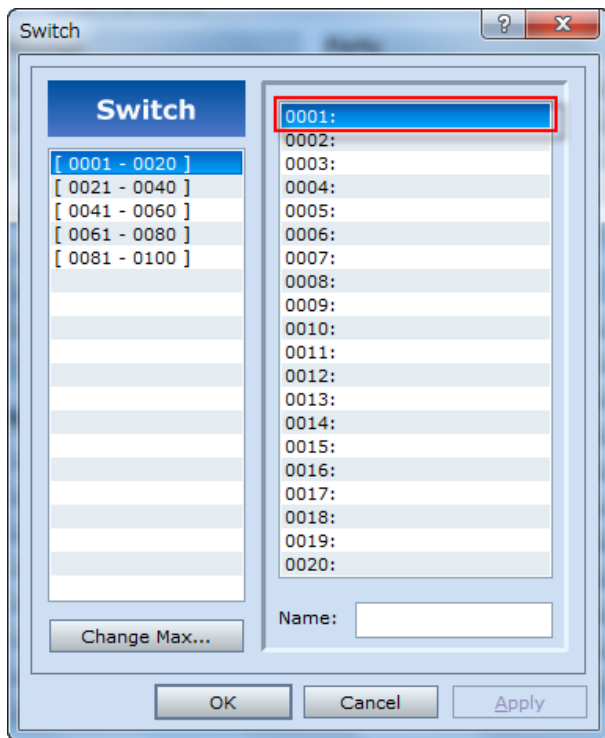 Switch
Switch
[ 0001 - 0020 ]
[ 0021 - 0040 ]
[ 0041 - 0060 ]
[ 0061 - 0080 ]
[ 0081 - 0100 ]
Change Max...
0001:
0002:
0003:
0004:
0005:
0006:
0007:
0008:
0009:
0010:
0011:
0012:
0013:
0014:
0015:
0016:
0017:
0018:
0019:
0020:
Name:
OK
Cancel
Apply